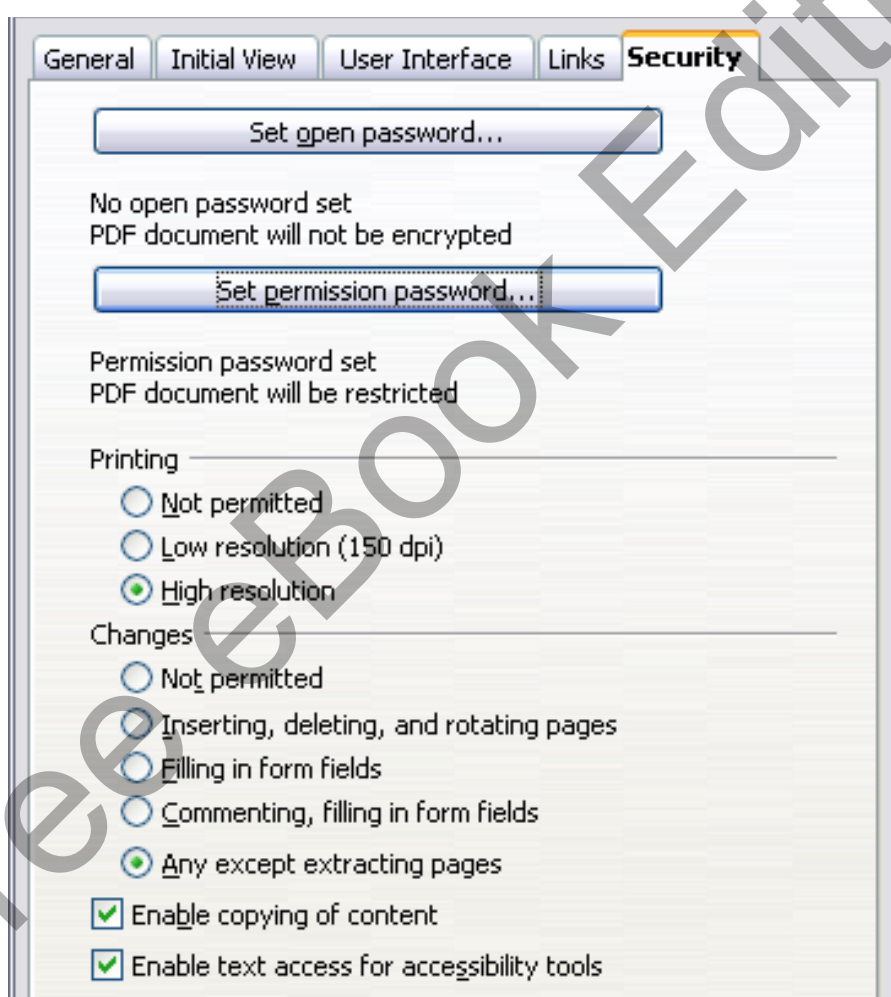 General Initial View User Interface Links Security
Set open password...
No open password set
PDF document will not be encrypted
Set permission password...
Permission password set
PDF document will be restricted
Printing
Not permitted
Low resolution (150 dpi)
High resolution
Changes
Not permitted
Inserting, deleting, and rotating pages
Filling in form fields
Commenting, filling in form fields
Any except extracting pages
Enable copying of content
Enable text access for accessibility tools
eBook